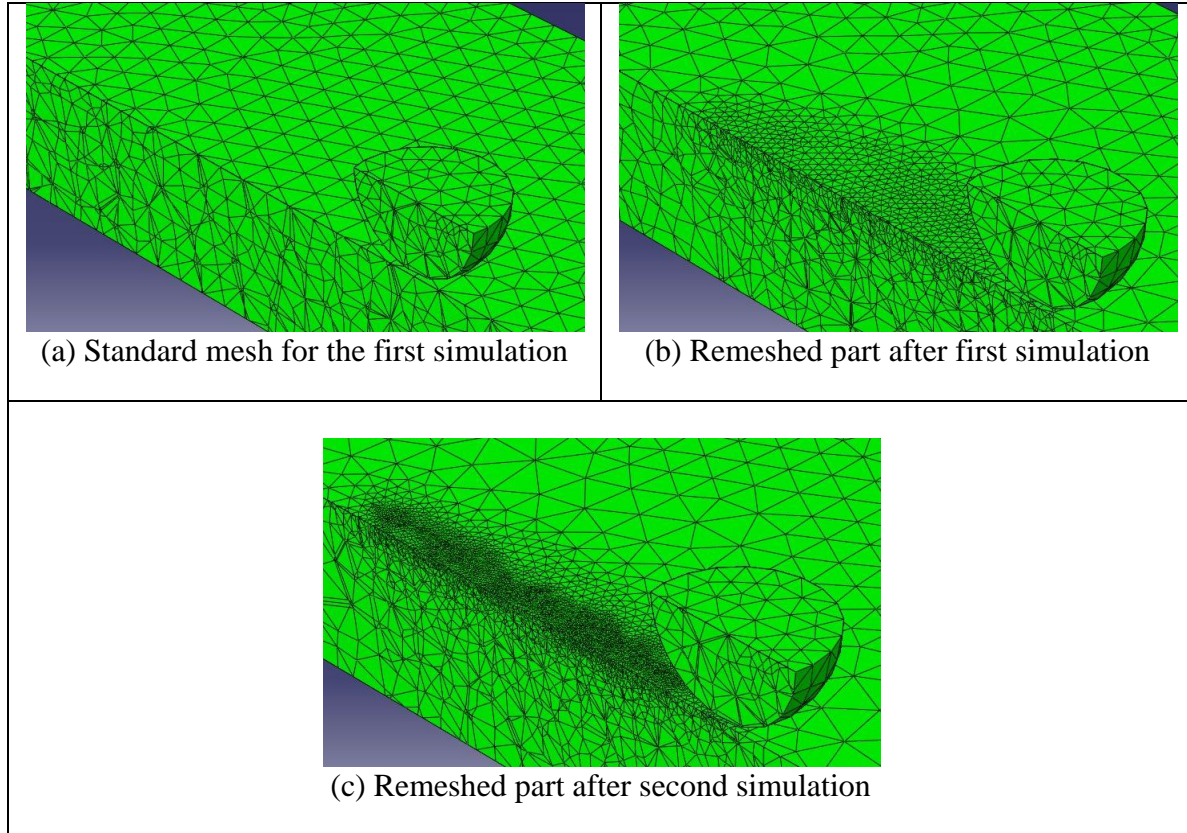 (a) Standard mesh for the first simulation
(b) Remeshed part after first simulation
(c) Remeshed part after second simulation